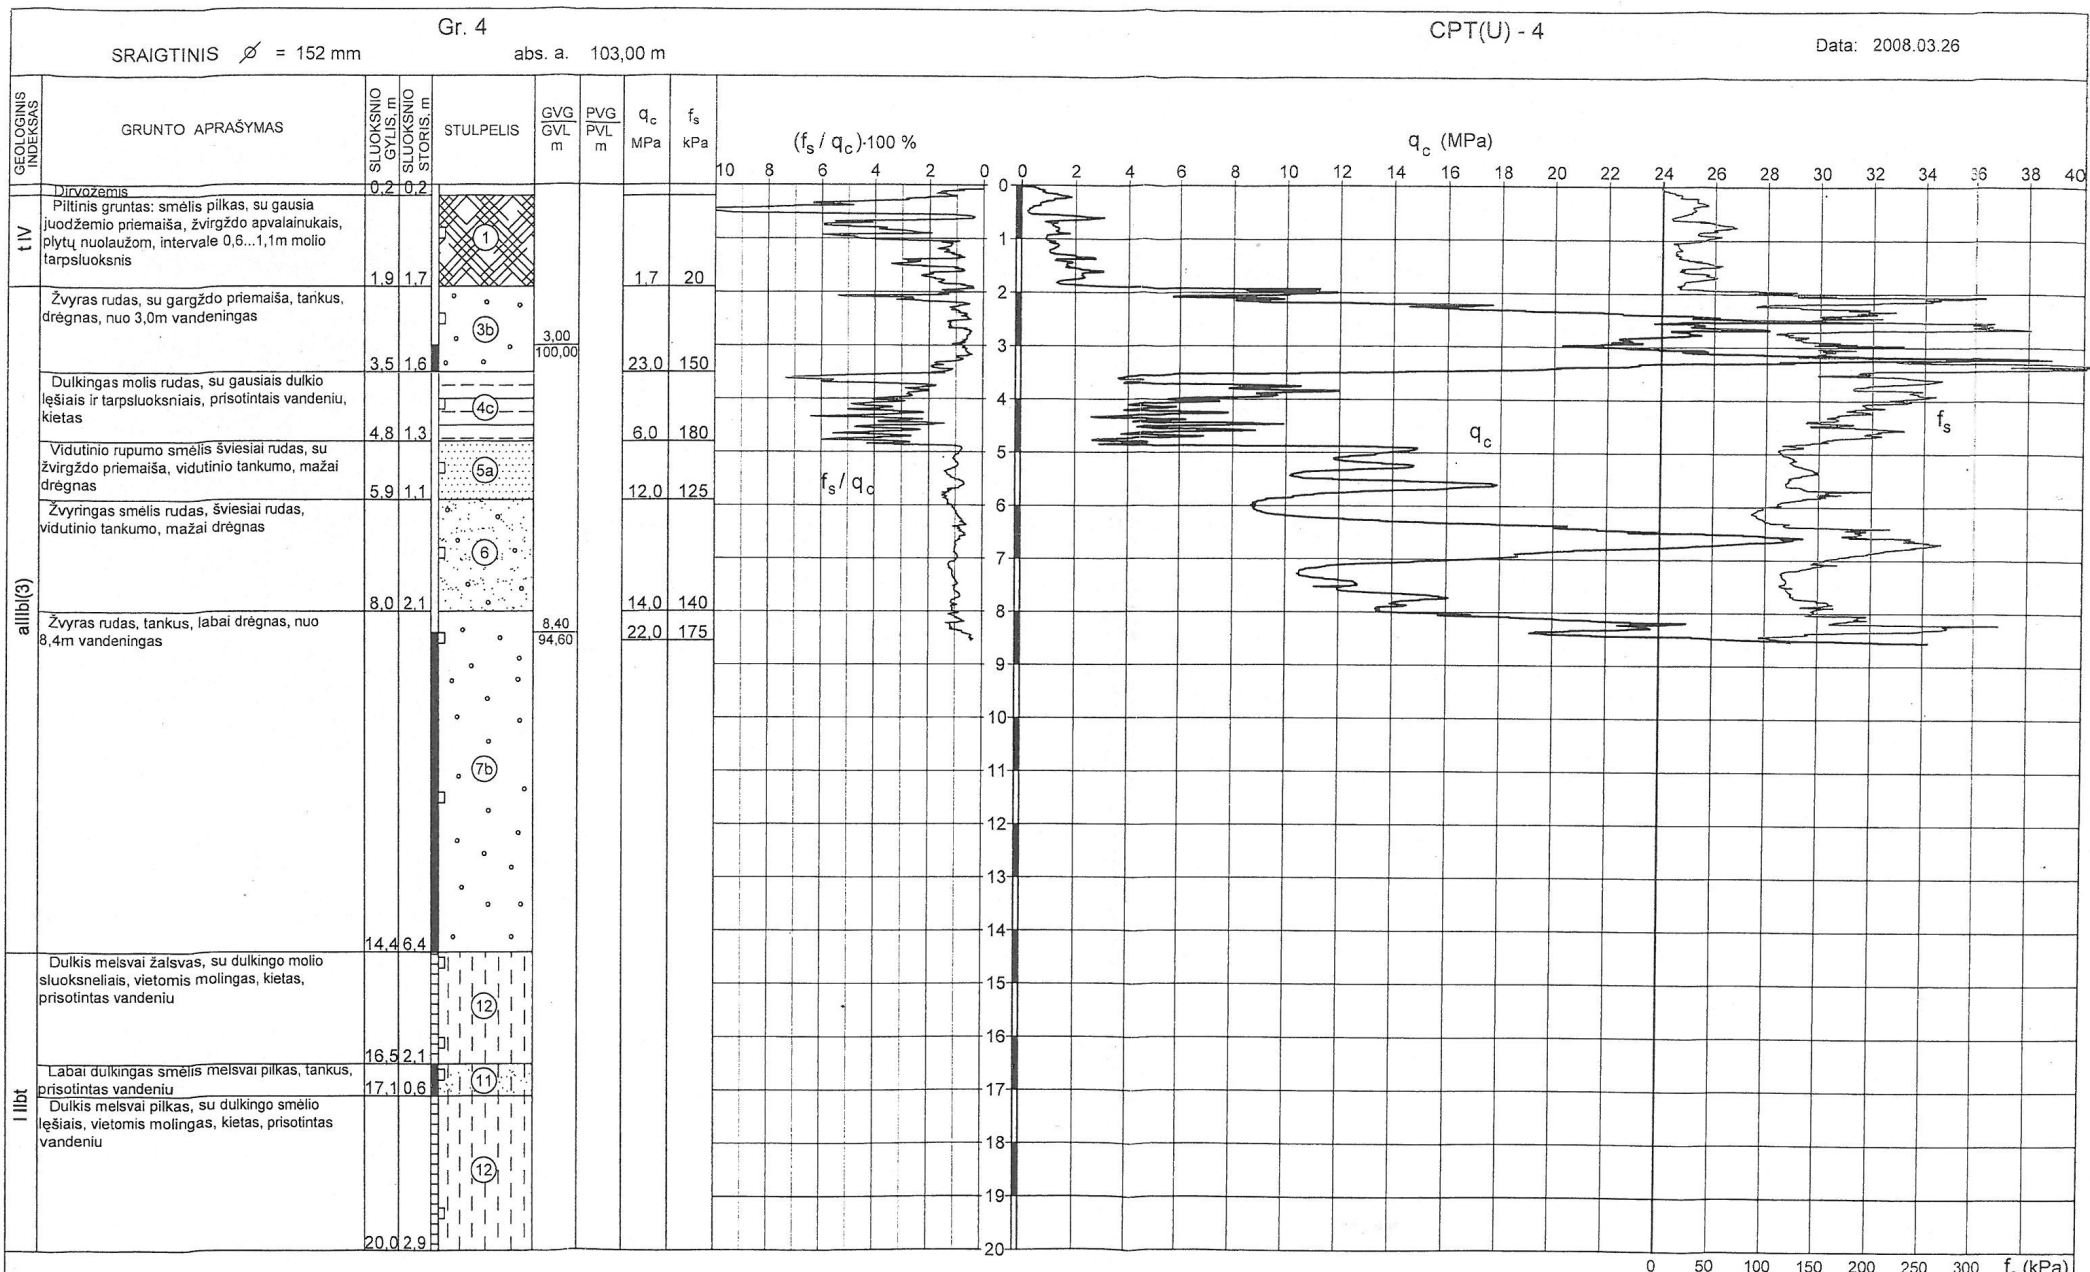 Gr. 4
CPT(U) - 4
SRAIGTINIS ⌀ = 152 mm
abs. a. 103,00 m
Data: 2008.03.26
GEOLOGINIS INDEKSAS
GRUNTO APRAŠYMAS
SLUOKSNIO GYLIS, m
SLUOKSNIO STORIS, m
STULPELIS
GVG
GVL
m
PVG
PVL
m
qc
MPa
fs
kPa
(fs / qc)·100 %
qc (MPa)
10 8 6 4 2 0
0 2 4 6 8 10 12 14 16 18 20 22 24 26 28 30 32 34 36 38 40
t IV
Dirvožemis
0,2 0,2
Piltinis gruntas: smėlis pilkas, su gausia
juodžemio priemaiša, žvirgždo apvalainukais,
plytų nuolaužom, intervale 0,6...1,1m molio
tarpsluoksnis
1,9 1,7
1
1,7 20
allIbl(3)
Žvyras rudas, su gargždo priemaiša, tankus,
drėgnas, nuo 3,0m vandeningas
3,5 1,6
3b
3,00
100,00
23,0 150
Dulkingas molis rudas, su gausiais dulkio
lęšiais ir tarpsluoksniais, prisotintais vandeniu,
kietas
4,8 1,3
4c
6,0 180
Vidutinio rupumo smėlis šviesiai rudas, su
žvirgždo priemaiša, vidutinio tankumo, mažai
drėgnas
5,9 1,1
5a
12,0 125
Žvyringas smėlis rudas, šviesiai rudas,
vidutinio tankumo, mažai drėgnas
8,0 2,1
6
14,0 140
Žvyras rudas, tankus, labai drėgnas, nuo
8,4m vandeningas
8,40
94,60
22,0 175
7b
14,4 6,4
l IIbt
Dulkis melsvai žalsvas, su dulkingo molio
sluoksneliais, vietomis molingas, kietas,
prisotintas vandeniu
12
16,5 2,1
Labai dulkingas smėlis melsvai pilkas, tankus,
prisotintas vandeniu
17,1 0,6
11
Dulkis melsvai pilkas, su dulkingo smėlio
lęšiais, vietomis molingas, kietas, prisotintas
vandeniu
12
20,0 2,9
fs / qc
qc
fs
0
1
2
3
4
5
6
7
8
9
10
11
12
13
14
15
16
17
18
19
20
0 50 100 150 200 250 300 fs (kPa)